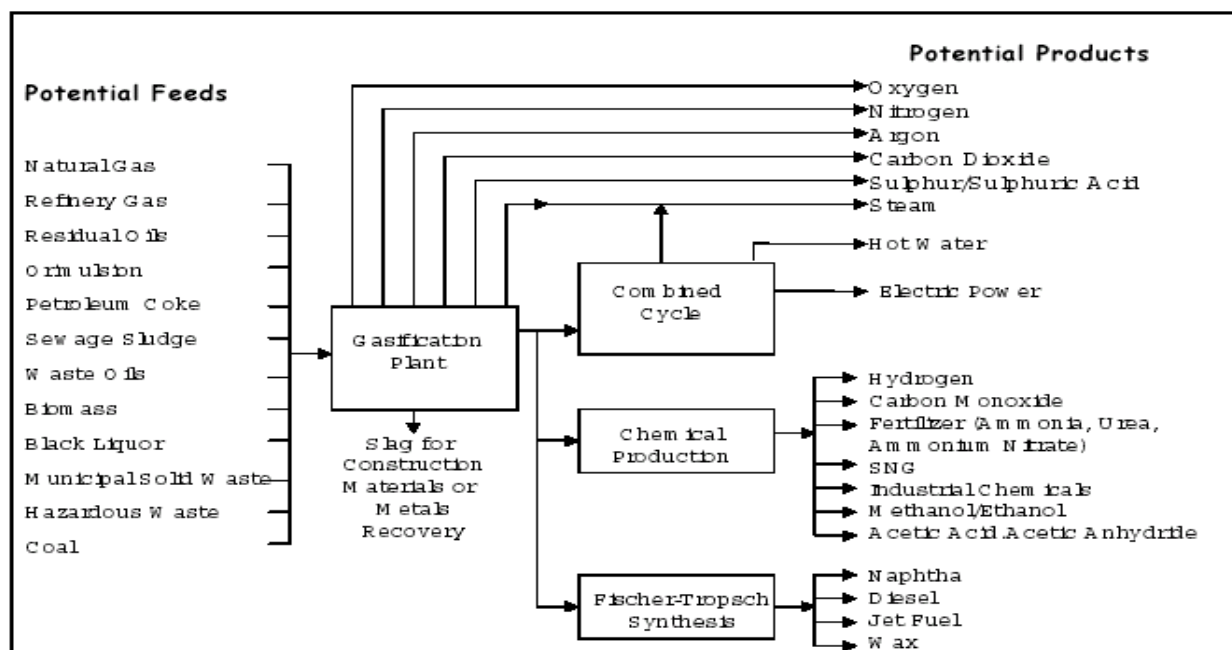 Potential Products
Potential Feeds
Oxygen
Nitrogen
Argon
Carbon Dioxide
Sulphur/Sulphuric Acid
Steam
Hot Water
Electric Power
Natural Gas
Refinery Gas
Residual Oils
Orimulsion
Petroleum Coke
Sewage Sludge
Waste Oils
Biomass
Black Liquor
Municipal Solid Waste
Hazardous Waste
Coal
Gasification
Plant
Slag for
Construction
Materials or
Metals
Recovery
Combined
Cycle
Chemical
Production
Fischer-Tropsch
Synthesis
Hydrogen
Carbon Monoxide
Fertilizer (Ammonia, Urea,
Ammonium Nitrate)
SNG
Industrial Chemicals
Methanol/Ethanol
Acetic Acid.Acetic Anhydride
Naphtha
Diesel
Jet Fuel
Wax